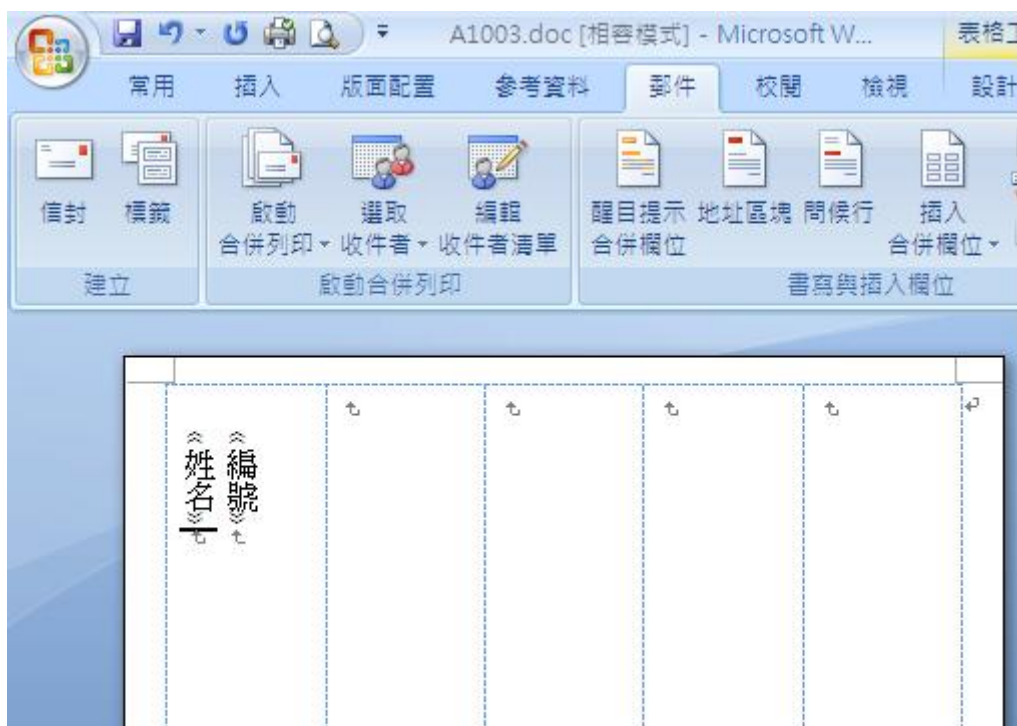 A1003.doc [相容模式] - Microsoft W...
表格工
常用 插入 版面配置 參考資料 郵件 校閱 檢視 設計
信封 標籤 啟動 合併列印 選取 收件者 編輯 收件者清單 醒目提示 合併欄位 地址區塊 問候行 插入 合併欄位
建立 啟動合併列印 書寫與插入欄位
《編號》
《姓名》